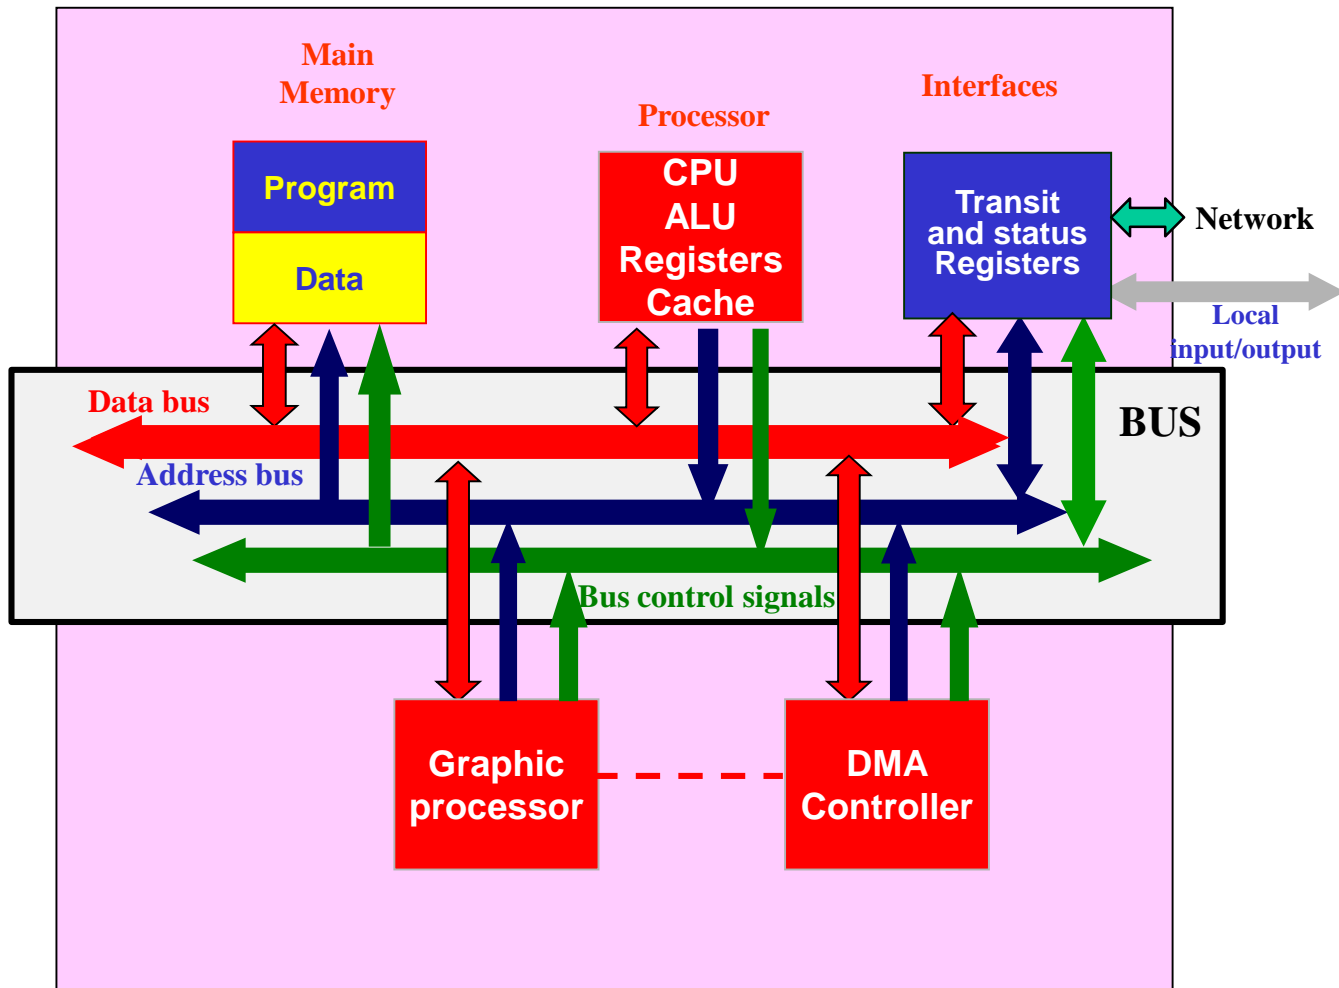 Main
Memory
Processor
Interfaces
Program
Data
CPU
ALU
Registers
Cache
Transit
and status
Registers
Network
Local
input/output
Data bus
BUS
Address bus
Bus control signals
Graphic
processor
DMA
Controller